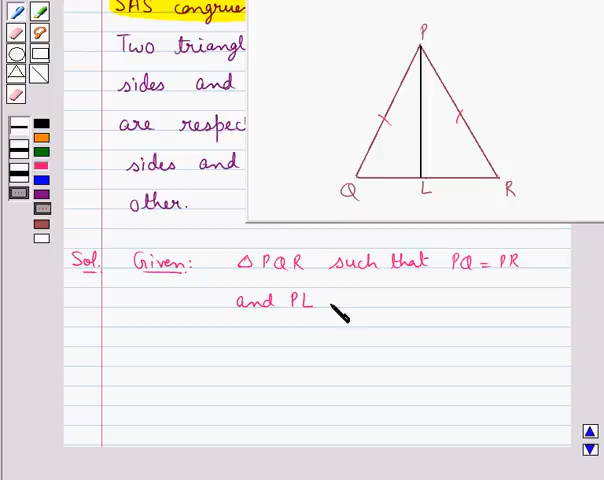 SAS congrue
Two triangl
sides and
are respec
sides and
other.
P
Q L R
Sol. Given: Δ PQR such that PQ = PR
and PL